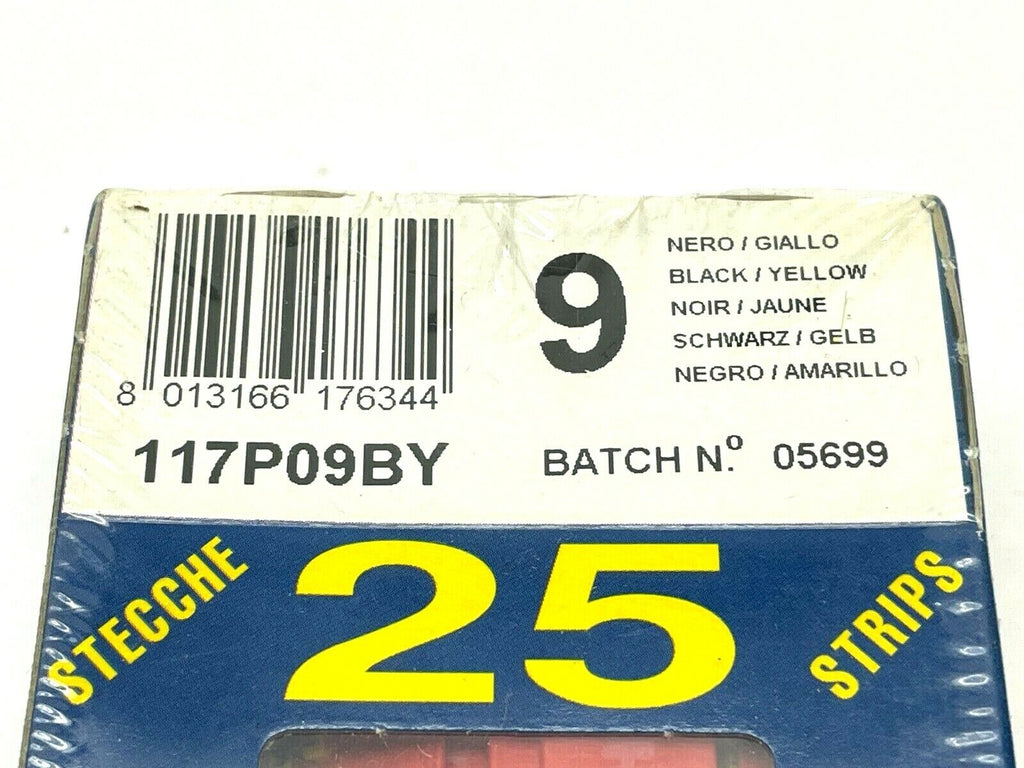 8 013166 176344
9
NERO / GIALLO
BLACK / YELLOW
NOIR / JAUNE
SCHWARZ / GELB
NEGRO / AMARILLO
117P09BY
BATCH N.º 05699
STECCHE
25
STRIPS